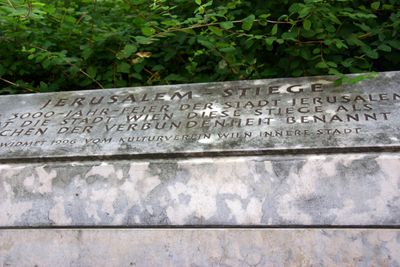 JERUSALEM STIEGE
3000-JAHR-FEIER DER STADT JERUSALEM
DIE STADT WIEN DIESE STIEGE ALS
CHEN DER VERBUNDENHEIT BENANNT
WIDMET 1996 VOM KULTURVEREIN WIEN INNERE STADT